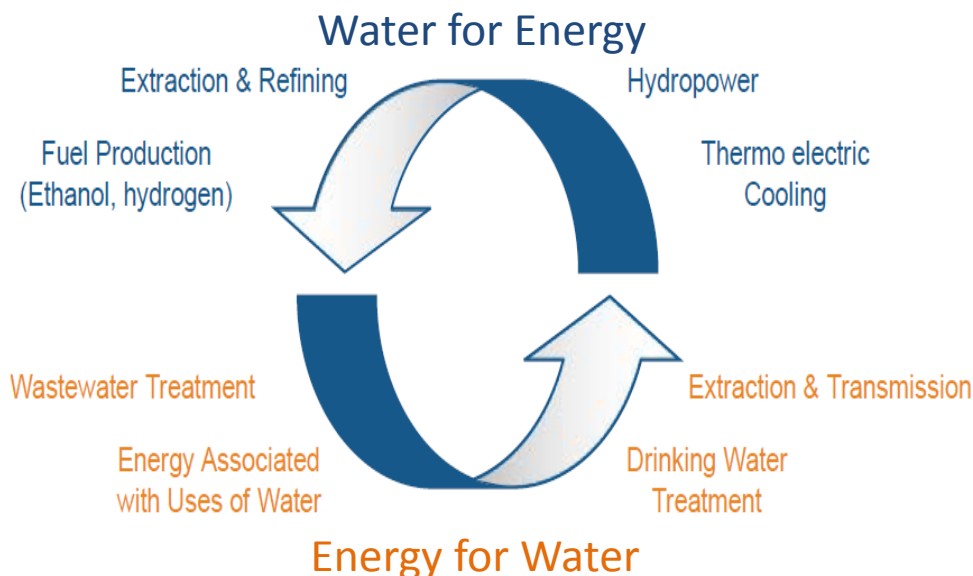 Water for Energy
Extraction & Refining
Hydropower
Fuel Production
(Ethanol, hydrogen)
Thermo electric
Cooling
Wastewater Treatment
Extraction & Transmission
Energy Associated
with Uses of Water
Drinking Water
Treatment
Energy for Water